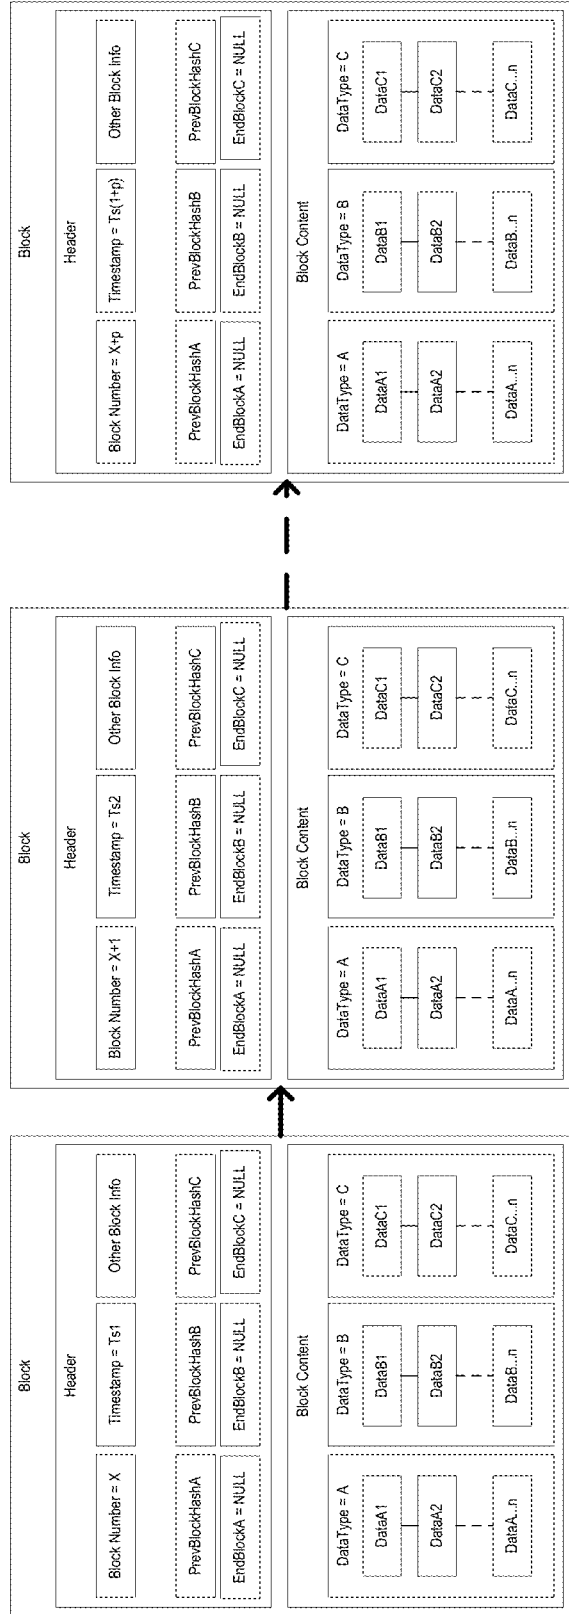 Block
Header
Block Number = X
Timestamp = Ts1
Other Block Info
PrevBlockHashA
PrevBlockHashB
PrevBlockHashC
EndBlockA = NULL
EndBlockB = NULL
EndBlockC = NULL
Block Content
DataType = A
DataType = B
DataType = C
DataA1
DataB1
DataC1
DataA2
DataB2
DataC2
DataA...n
DataB...n
DataC...n
Block
Header
Block Number = X+1
Timestamp = Ts2
Other Block Info
PrevBlockHashA
PrevBlockHashB
PrevBlockHashC
EndBlockA = NULL
EndBlockB = NULL
EndBlockC = NULL
Block Content
DataType = A
DataType = B
DataType = C
DataA1
DataB1
DataC1
DataA2
DataB2
DataC2
DataA...n
DataB...n
DataC...n
Block
Header
Block Number = X+p
Timestamp = Ts(1+p)
Other Block Info
PrevBlockHashA
PrevBlockHashB
PrevBlockHashC
EndBlockA = NULL
EndBlockB = NULL
EndBlockC = NULL
Block Content
DataType = A
DataType = B
DataType = C
DataA1
DataB1
DataC1
DataA2
DataB2
DataC2
DataA...n
DataB...n
DataC...n